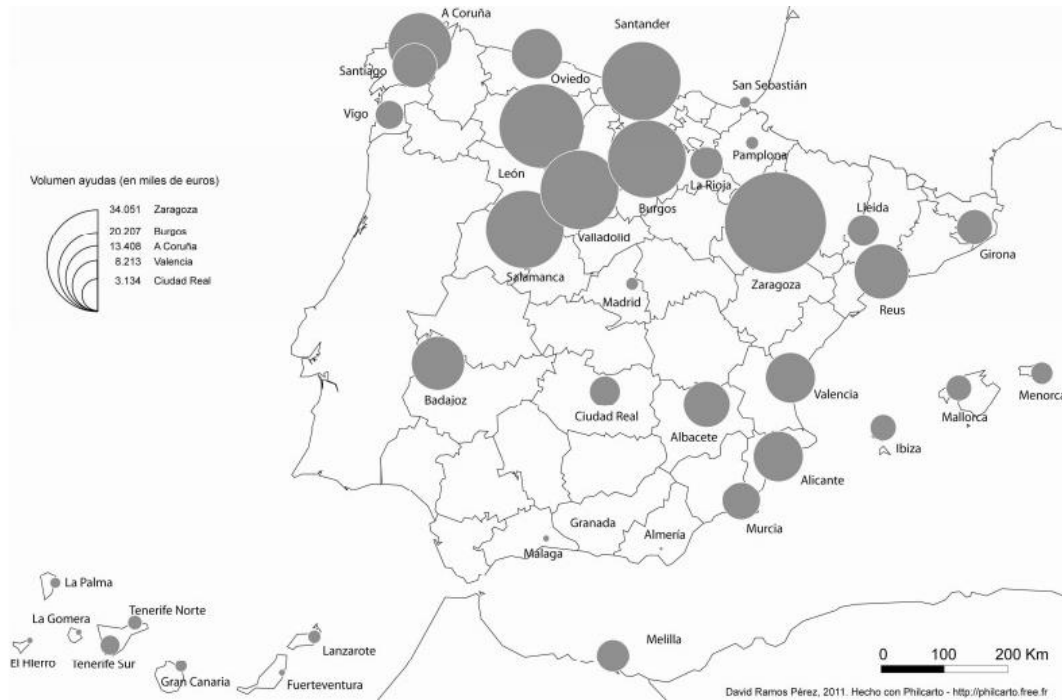 A Coruña
Santander
Santiago
Oviedo
San Sebastián
Vigo
Pamplona
León
La Rioja
Burgos
Lleida
Valladolid
Girona
Salamanca
Madrid
Zaragoza
Reus
Volumen ayudas (en miles de euros)
34.051 Zaragoza
20.207 Burgos
13.408 A Coruña
8.213 Valencia
3.134 Ciudad Real
Badajoz
Ciudad Real
Valencia
Mallorca
Menorca
Albacete
Ibiza
Alicante
Murcia
Granada
Almería
Málaga
La Palma
La Gomera
Tenerife Norte
El HIerro
Tenerife Sur
Gran Canaria
Lanzarote
Fuerteventura
Melilla
0 100 200 Km
David Ramos Pérez, 2011. Hecho con Philcarto - http://philcarto.free.fr